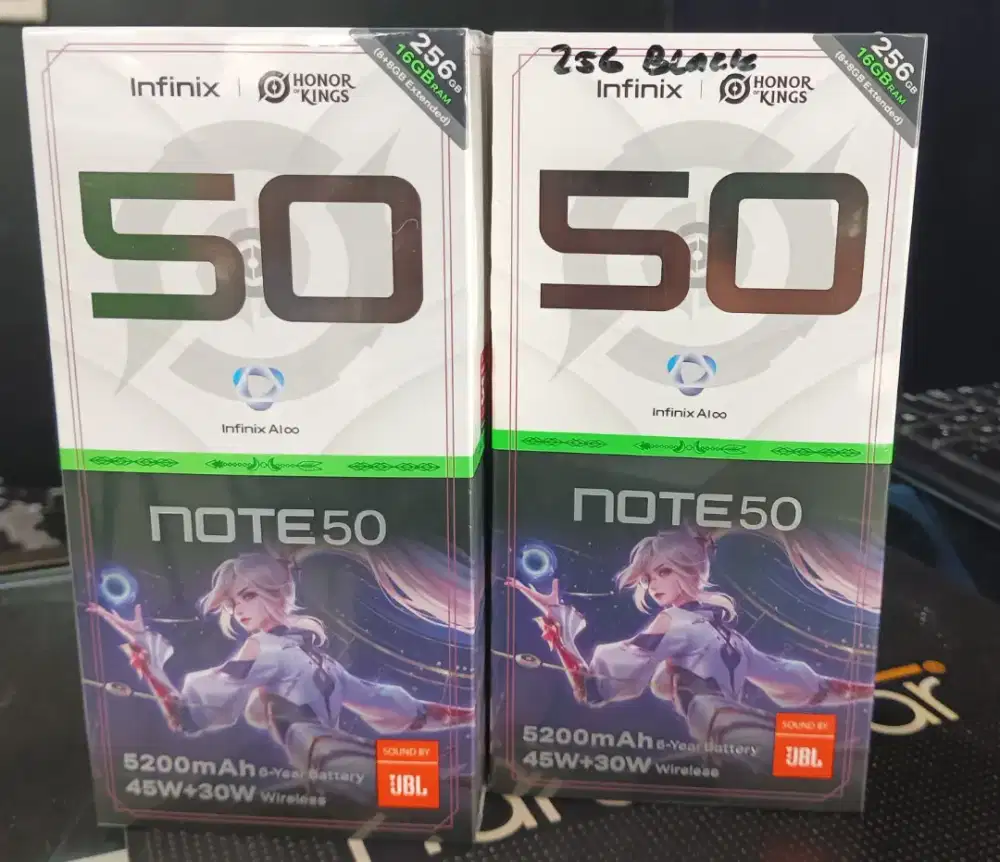 Infinix | HONOR OF KINGS
256GB
16GB RAM
(8+8GB Extended)
50
Infinix AI∞
NOTE 50
5200mAh 6-Year Battery
45W+30W Wireless
SOUND BY
JBL
256 BLACK
Infinix | HONOR OF KINGS
256GB
16GB RAM
(8+8GB Extended)
50
Infinix AI∞
NOTE 50
5200mAh 6-Year Battery
45W+30W Wireless
SOUND BY
JBL